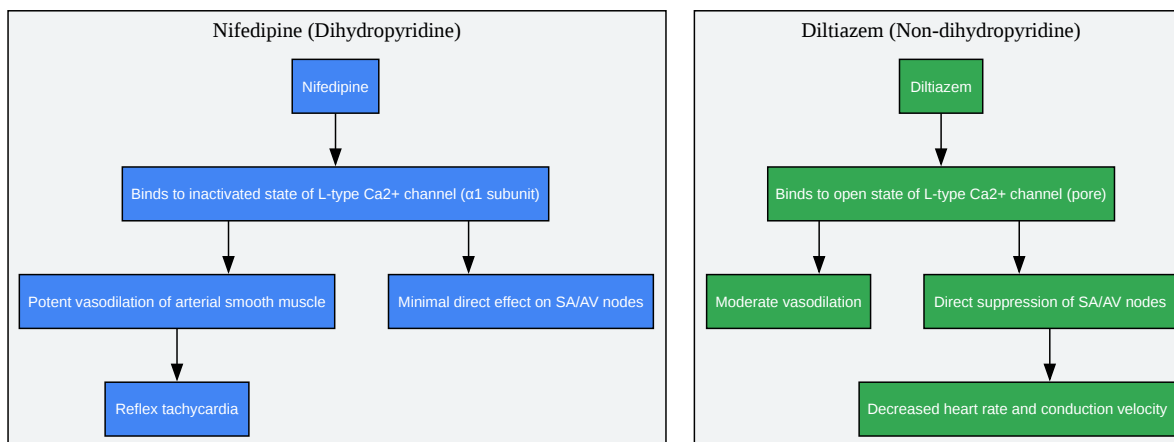 Nifedipine (Dihydropyridine)
Nifedipine
Binds to inactivated state of L-type Ca2+ channel (α1 subunit)
Potent vasodilation of arterial smooth muscle
Minimal direct effect on SA/AV nodes
Reflex tachycardia
Diltiazem (Non-dihydropyridine)
Diltiazem
Binds to open state of L-type Ca2+ channel (pore)
Moderate vasodilation
Direct suppression of SA/AV nodes
Decreased heart rate and conduction velocity